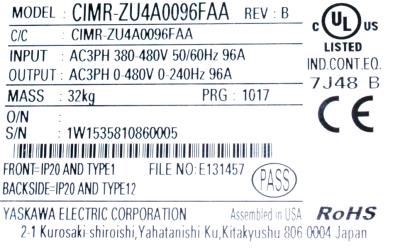 MODEL : CIMR-ZU4A0096FAA REV : B
C/C : CIMR-ZU4A0096FAA
INPUT : AC3PH 380-480V 50/60Hz 96A
OUTPUT : AC3PH 0-480V 0-240Hz 96A
MASS : 32kg PRG : 1017
O/N :
S/N : 1W1535810860005
FRONT=IP20 AND TYPE1 FILE NO: E131457
BACKSIDE=IP20 AND TYPE12
PASS
YASKAWA ELECTRIC CORPORATION Assembled in USA RoHS
2-1 Kurosaki-shiroishi,Yahatanishi Ku,Kitakyushu 806 0004 Japan
C UL US
LISTED
IND.CONT.EQ.
7J48 B
CE